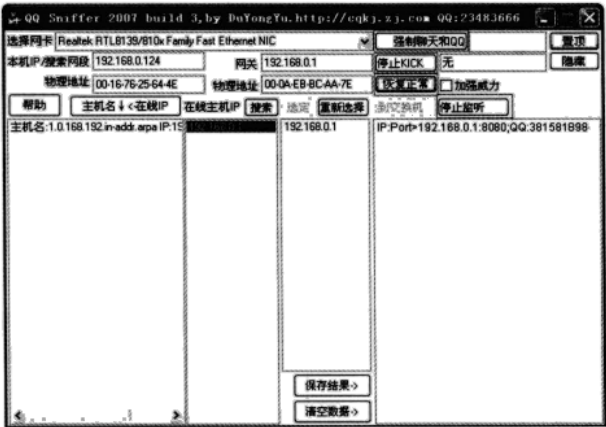 QQ Sniffer 2007 build 3,by DuYongYu.http://cqkj.zj.com QQ:23483666
选择网卡 Realtek RTL8139/810x Family Fast Ethernet NIC 强制聊天和QQ 置顶
本机IP/搜索网段 192.168.0.124 网关 192.168.0.1 停止KICK 无 隐藏
物理地址 00-16-76-25-64-4E 物理地址 00-0A-EB-BC-AA-7E 恢复正常 加强威力
帮助 主机名↓<在线IP 在线主机IP 搜索 选定 重新选择 刺交换机 停止监听
主机名:1.0.168.192.in-addr.arpa IP:19 192.168.0.1 IP:Port>192.168.0.1:8080;QQ:381581898-
保存结果->
清空数据->